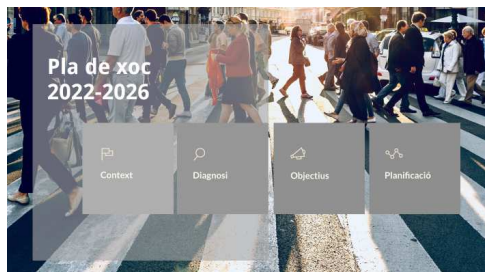 Pla de xoc
2022-2026
Context
Diagnosi
Objectius
Planificació